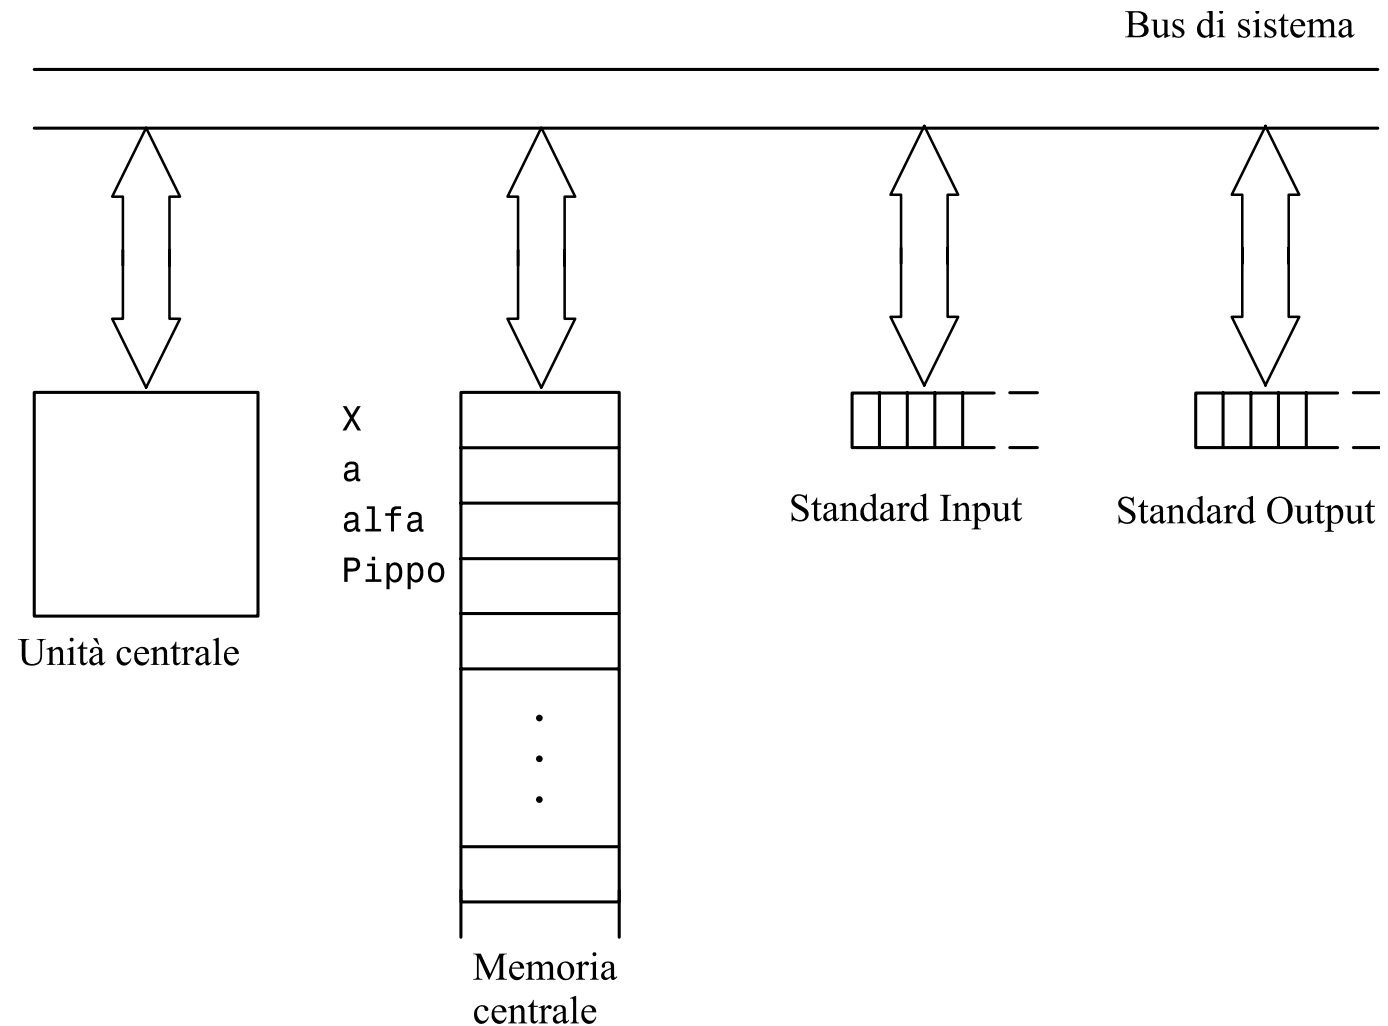 Bus di sistema
X
a
alfa
Pippo
Standard Input
Standard Output
Unità centrale
Memoria
centrale